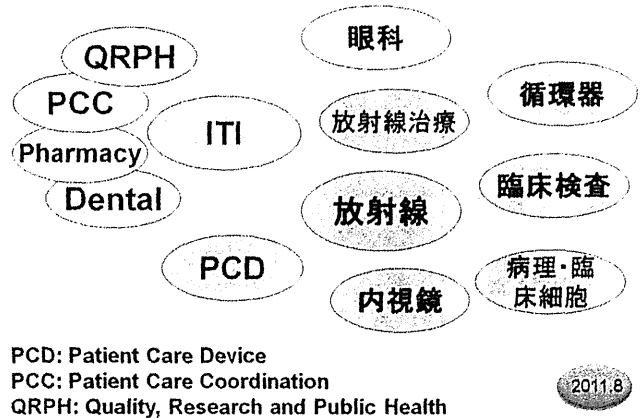 QRPH
PCC
Pharmacy
Dental
ITI
PCD
眼科
放射線治療
放射線
内視鏡
循環器
臨床検査
病理・臨
床細胞
PCD: Patient Care Device
PCC: Patient Care Coordination
QRPH: Quality, Research and Public Health
2011.8